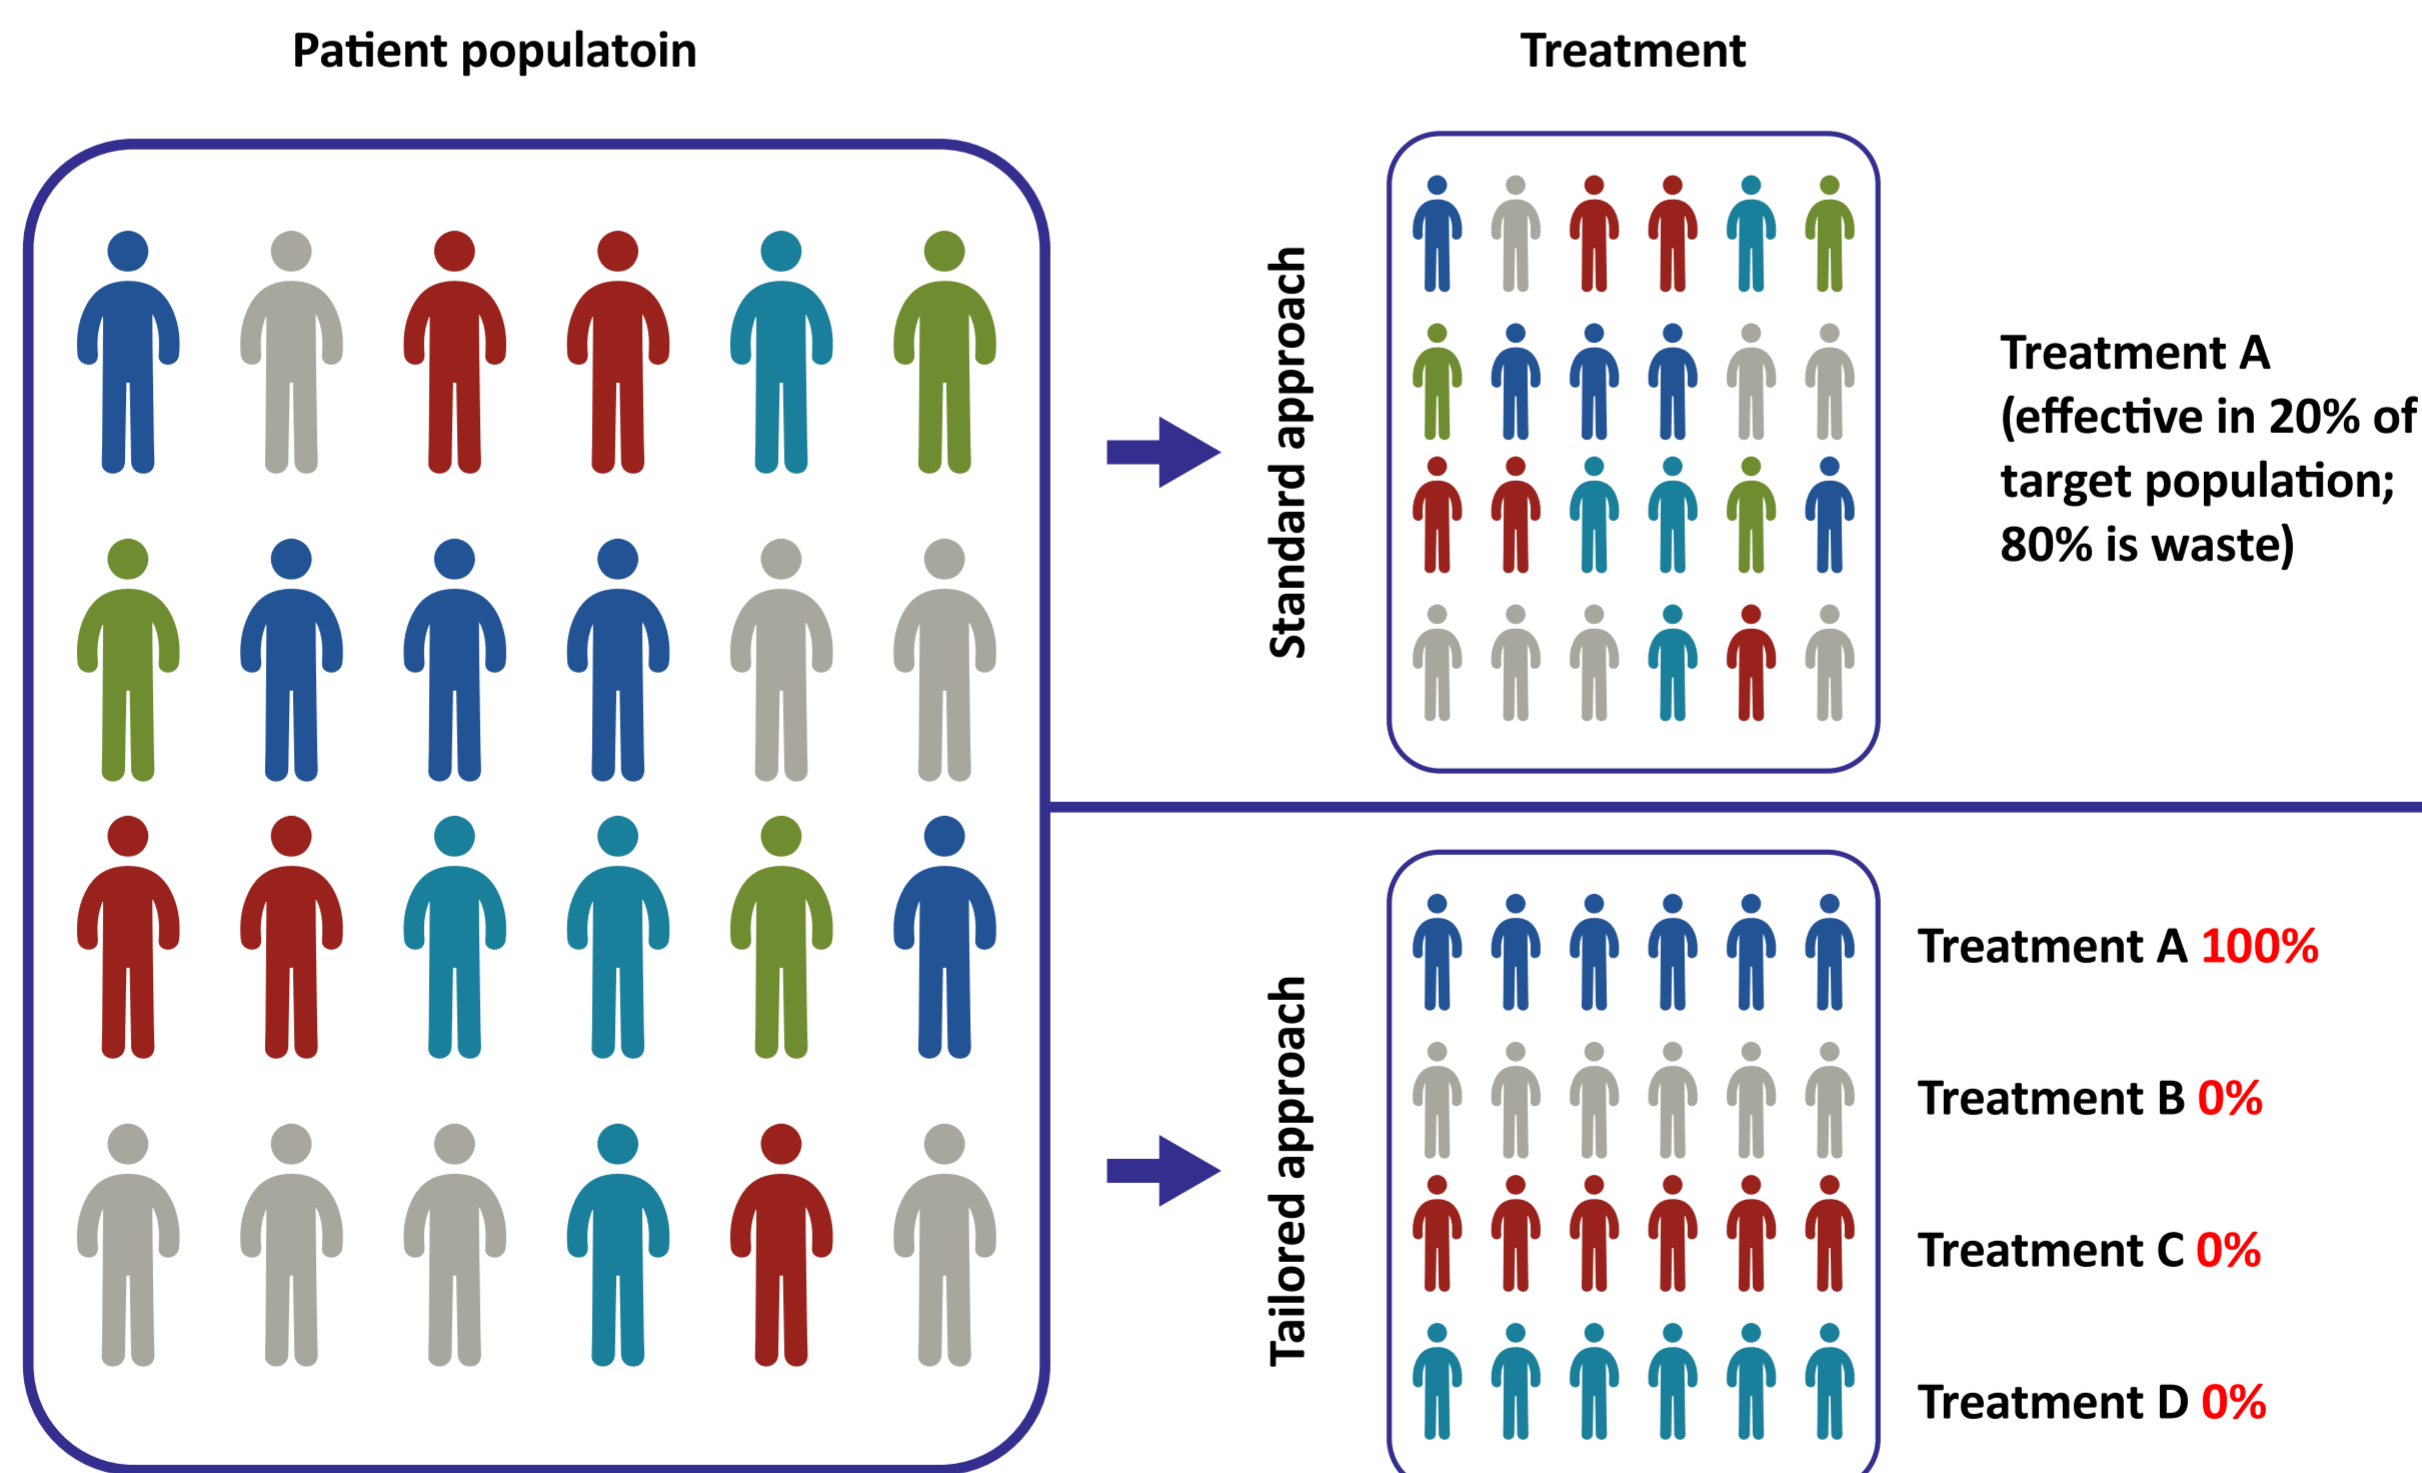 Patient populatoin
Treatment
Standard approach
Treatment A
(effective in 20% of
target population;
80% is waste)
Tailored approach
Treatment A 100%
Treatment B 0%
Treatment C 0%
Treatment D 0%